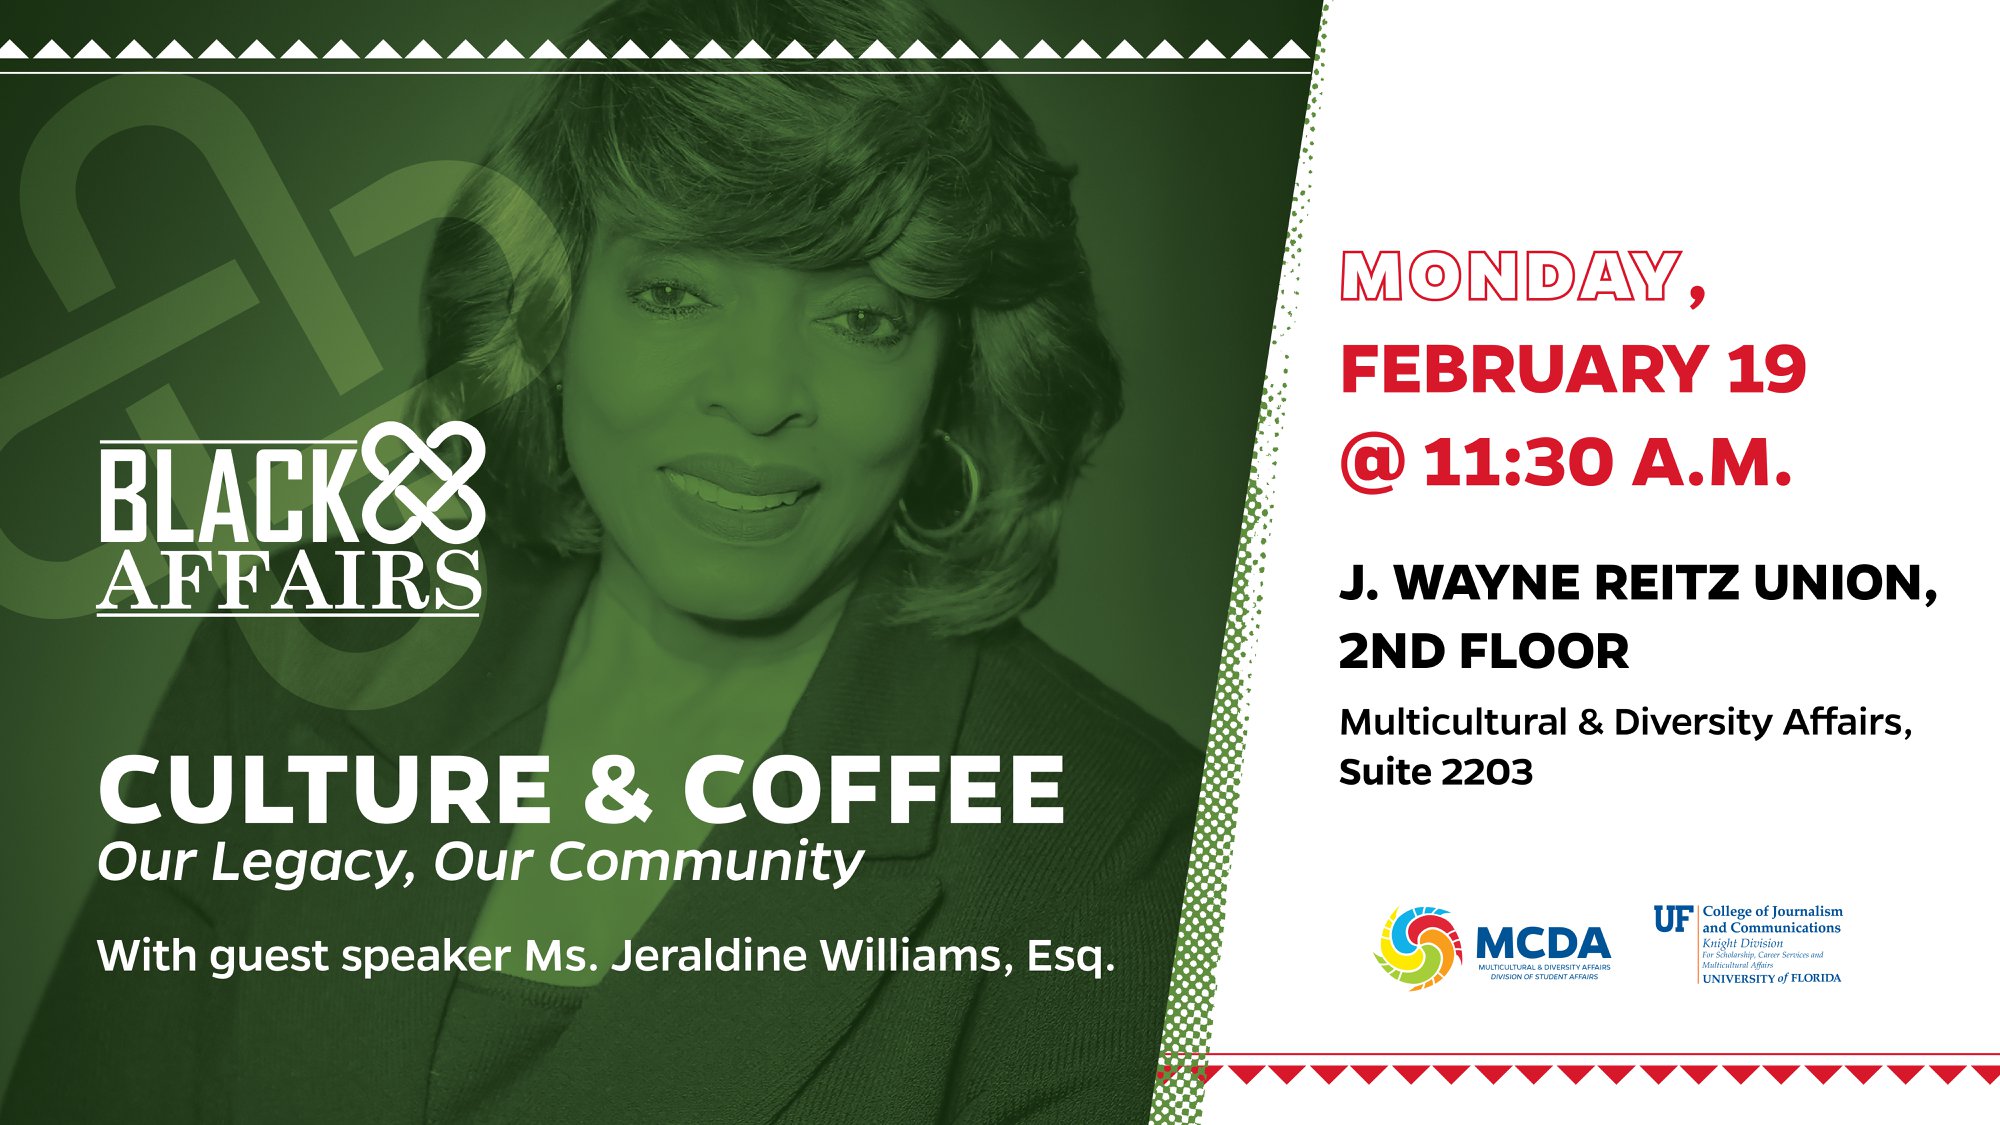 BLACK
AFFAIRS
CULTURE & COFFEE
Our Legacy, Our Community
With guest speaker Ms. Jeraldine Williams, Esq.
MONDAY,
FEBRUARY 19
@ 11:30 A.M.
J. WAYNE REITZ UNION,
2ND FLOOR
Multicultural & Diversity Affairs,
Suite 2203
MCDA
MULTICULTURAL & DIVERSITY AFFAIRS
DIVISION OF STUDENT AFFAIRS
UF
College of Journalism
and Communications
Knight Division
For Scholarship, Career Services and
Multicultural Affairs
UNIVERSITY of FLORIDA